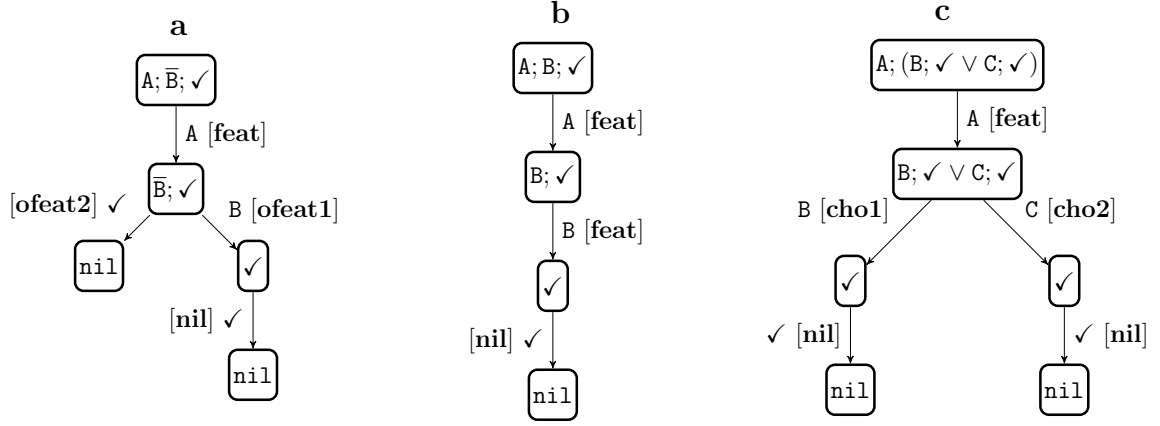 a
A; B̅; ✓
A [feat]
B̅; ✓
[ofeat2] ✓
B [ofeat1]
nil
✓
[nil] ✓
nil
b
A; B; ✓
A [feat]
B; ✓
B [feat]
✓
[nil] ✓
nil
c
A; (B; ✓ ∨ C; ✓)
A [feat]
B; ✓ ∨ C; ✓
B [cho1]
C [cho2]
✓
✓
✓ [nil]
✓ [nil]
nil
nil